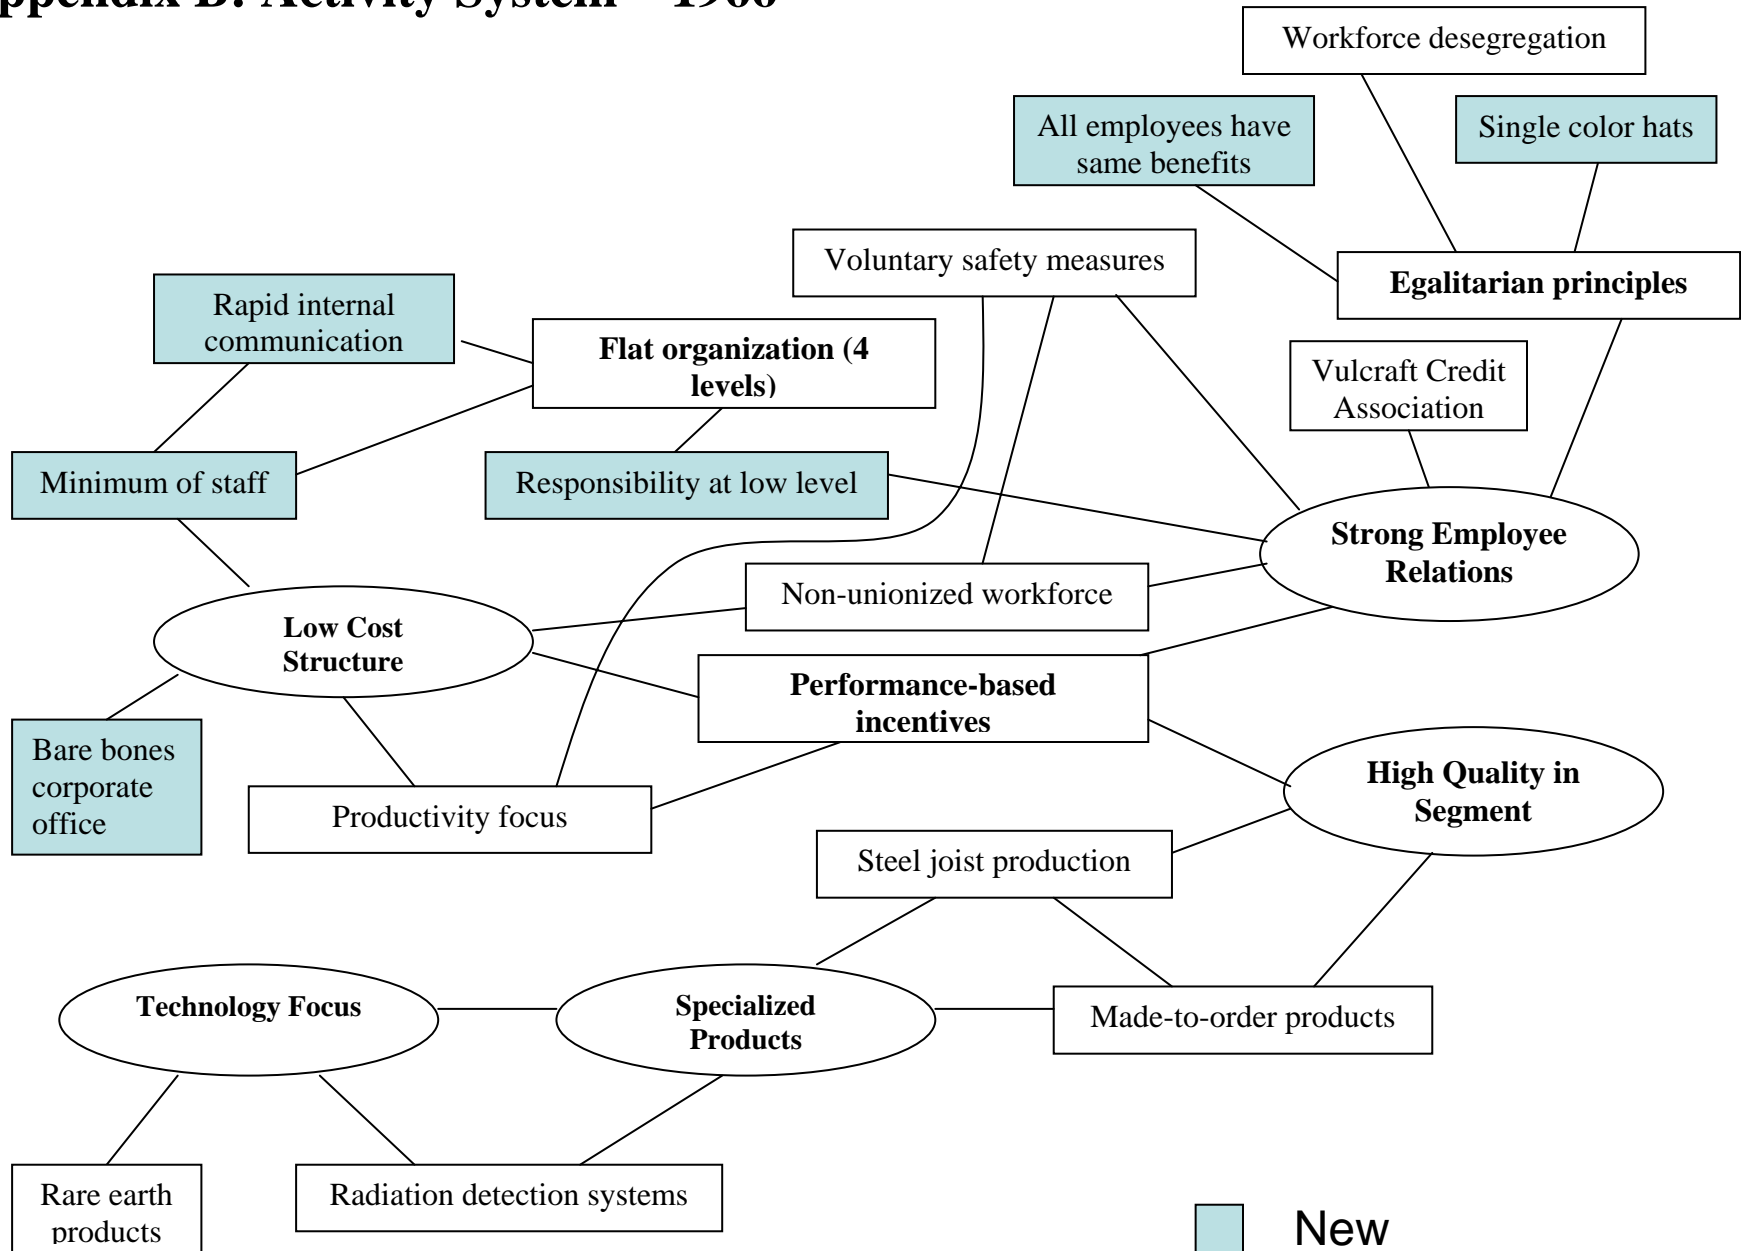 Activity System
Workforce desegregation
All employees have
same benefits
Single color hats
Voluntary safety measures
Egalitarian principles
Rapid internal
communication
Flat organization (4
levels)
Vulcraft Credit
Association
Minimum of staff
Responsibility at low level
Strong Employee
Relations
Non-unionized workforce
Low Cost
Structure
Performance-based
incentives
Bare bones
corporate
office
High Quality in
Segment
Productivity focus
Steel joist production
Technology Focus
Specialized
Products
Made-to-order products
Rare earth
products
Radiation detection systems
New